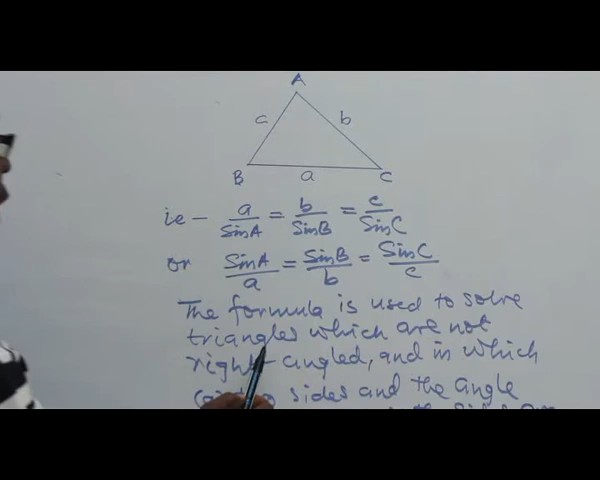 A
c b
B a C
ie - a/SinA = b/SinB = c/SinC
or SinA/a = SinB/b = SinC/c
The formula is used to solve
triangles which are not
right-angled, and in which
sides and the angle